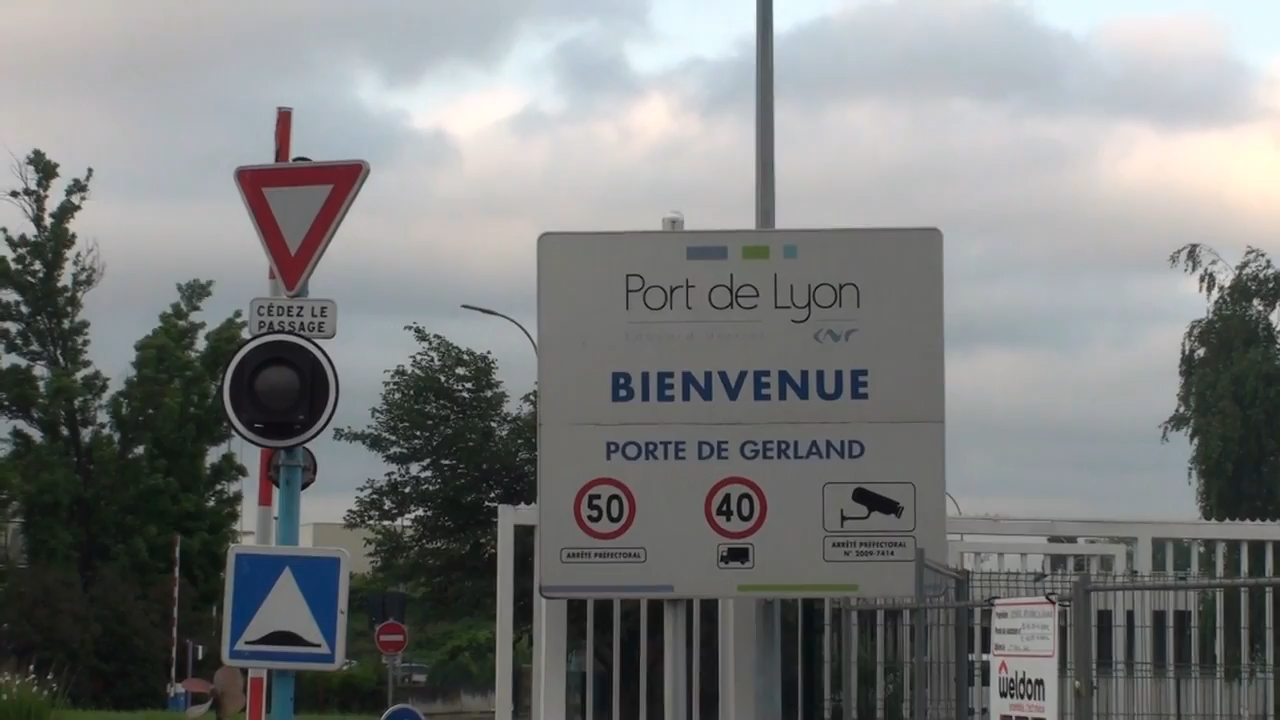 CÉDEZ LE
PASSAGE
Port de Lyon
cnr
BIENVENUE
PORTE DE GERLAND
50
40
ARRÊTÉ PRÉFECTORAL
ARRÊTÉ PRÉFECTORAL
N° 2009-7414
weldom